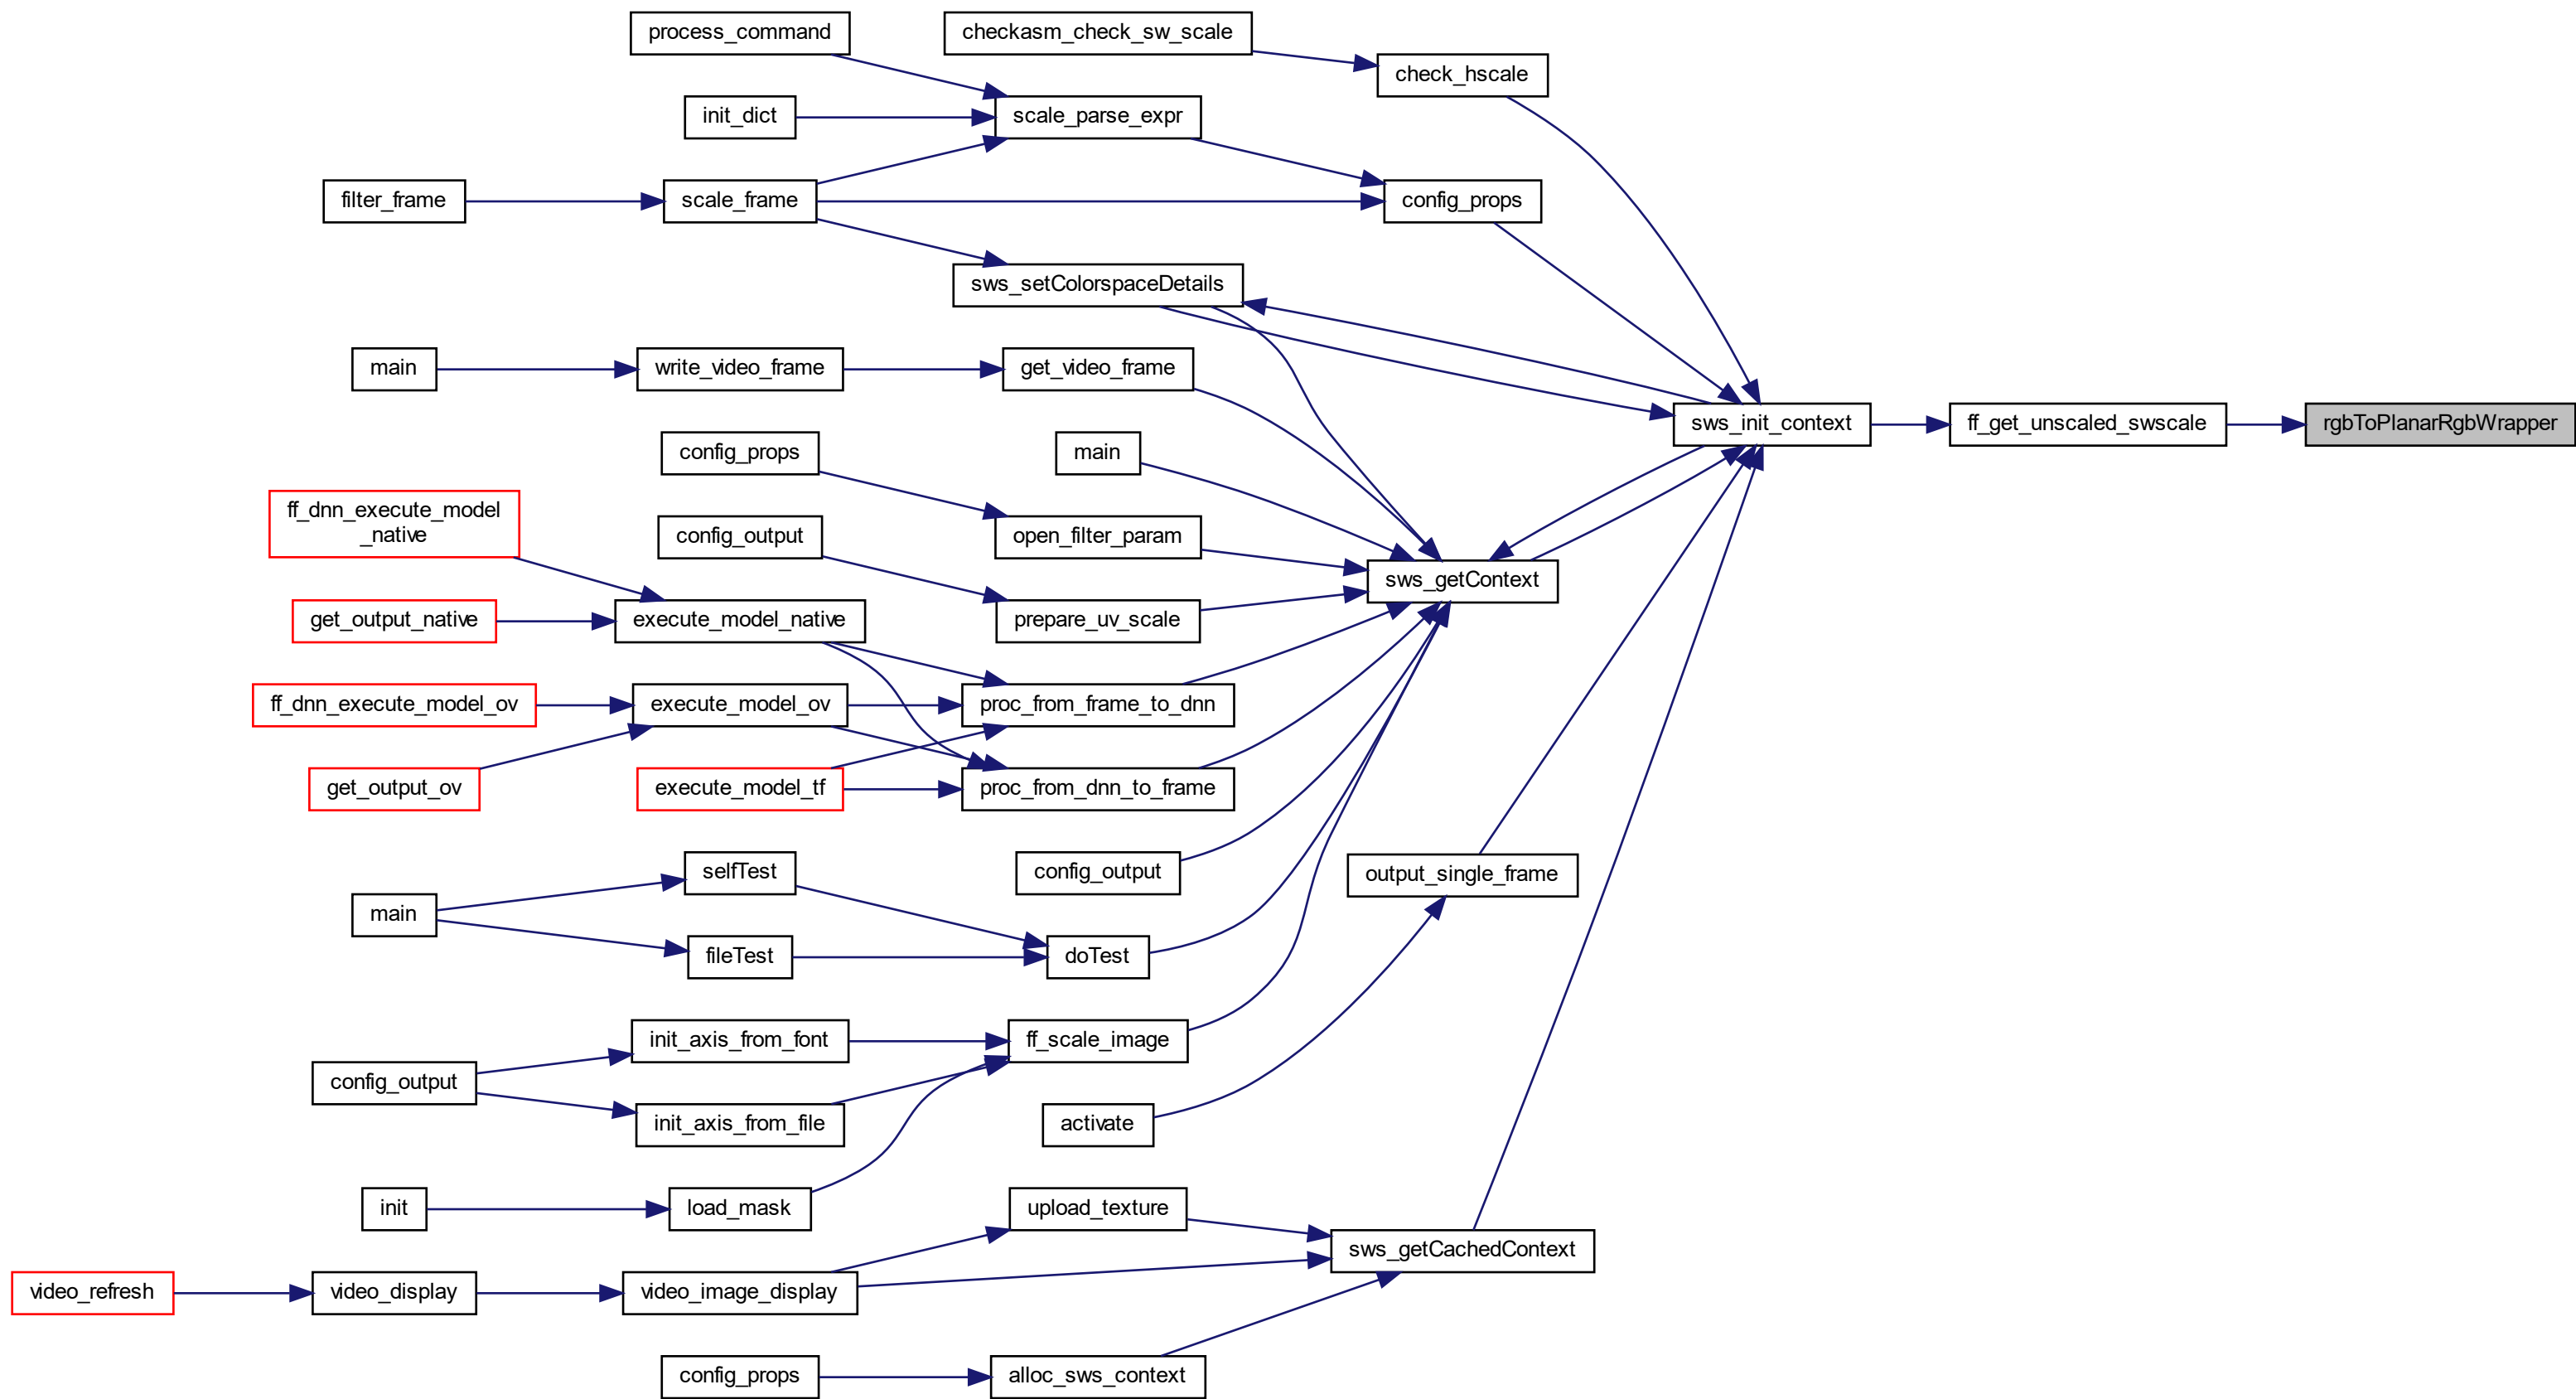 process_command
checkasm_check_sw_scale
check_hscale
init_dict
scale_parse_expr
filter_frame
scale_frame
config_props
sws_setColorspaceDetails
main
write_video_frame
get_video_frame
sws_init_context
ff_get_unscaled_swscale
rgbToPlanarRgbWrapper
config_props
main
ff_dnn_execute_model
_native
config_output
open_filter_param
sws_getContext
get_output_native
execute_model_native
prepare_uv_scale
ff_dnn_execute_model_ov
execute_model_ov
proc_from_frame_to_dnn
get_output_ov
execute_model_tf
proc_from_dnn_to_frame
selfTest
config_output
output_single_frame
main
fileTest
doTest
init_axis_from_font
ff_scale_image
config_output
init_axis_from_file
activate
init
load_mask
upload_texture
sws_getCachedContext
video_refresh
video_display
video_image_display
config_props
alloc_sws_context